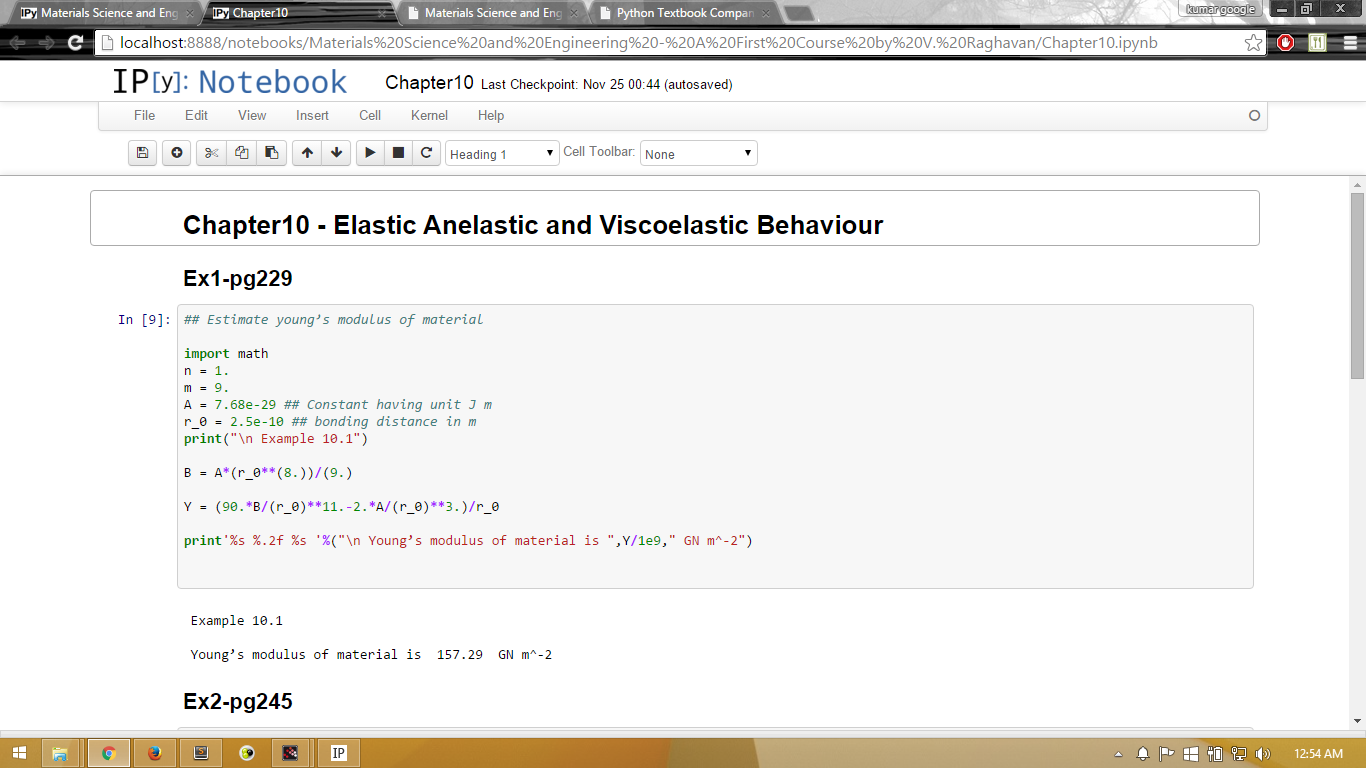 IPy Materials Science and Eng
IPy Chapter10
Materials Science and Eng
Python Textbook Compan
kumar google
localhost:8888/notebooks/Materials%20Science%20and%20Engineering%20-%20A%20First%20Course%20by%20V.%20Raghavan/Chapter10.ipynb
IP[y]: Notebook
Chapter10 Last Checkpoint: Nov 25 00:44 (autosaved)
File Edit View Insert Cell Kernel Help
Heading 1 Cell Toolbar: None
Chapter10 - Elastic Anelastic and Viscoelastic Behaviour
Ex1-pg229
In [9]: ## Estimate young’s modulus of material
import math
n = 1.
m = 9.
A = 7.68e-29 ## Constant having unit J m
r_0 = 2.5e-10 ## bonding distance in m
print("\n Example 10.1")
B = A*(r_0**(8.))/(9.)
Y = (90.*B/(r_0)**11.-2.*A/(r_0)**3.)/r_0
print'%s %.2f %s '%("\n Young’s modulus of material is ",Y/1e9," GN m^-2")
Example 10.1
Young’s modulus of material is  157.29  GN m^-2
Ex2-pg245
IP
12:54 AM